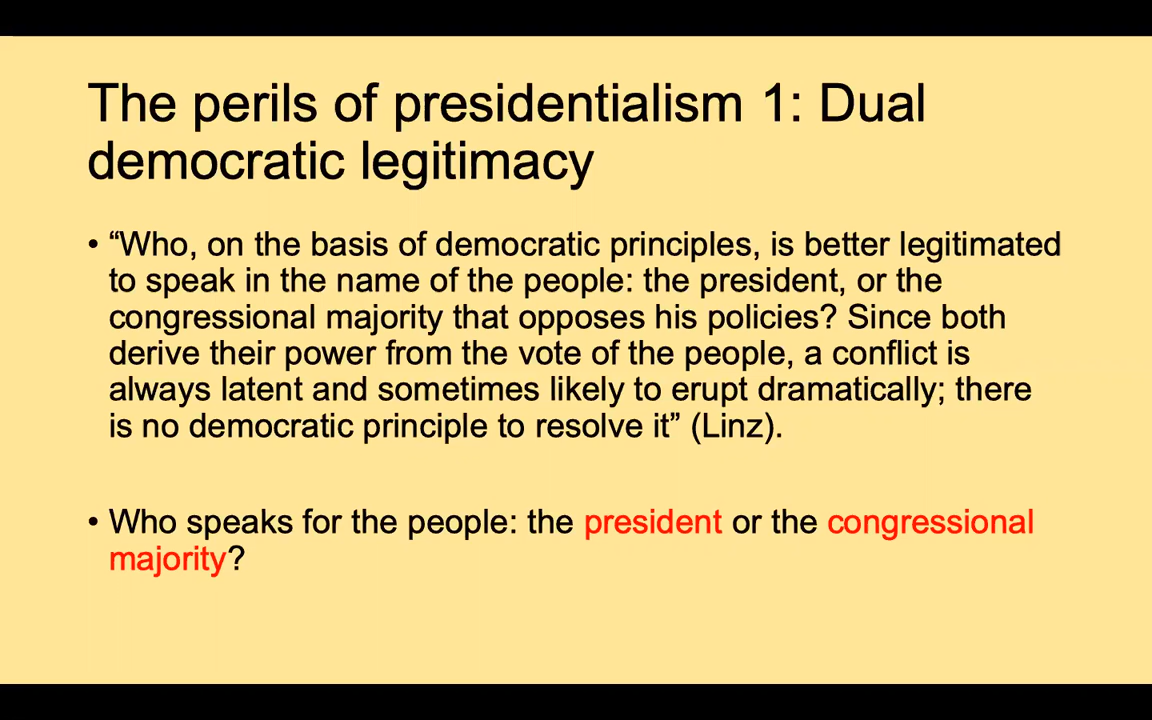 The perils of presidentialism 1: Dual
democratic legitimacy
• “Who, on the basis of democratic principles, is better legitimated
to speak in the name of the people: the president, or the
congressional majority that opposes his policies? Since both
derive their power from the vote of the people, a conflict is
always latent and sometimes likely to erupt dramatically; there
is no democratic principle to resolve it” (Linz).
• Who speaks for the people: the president or the congressional
majority?